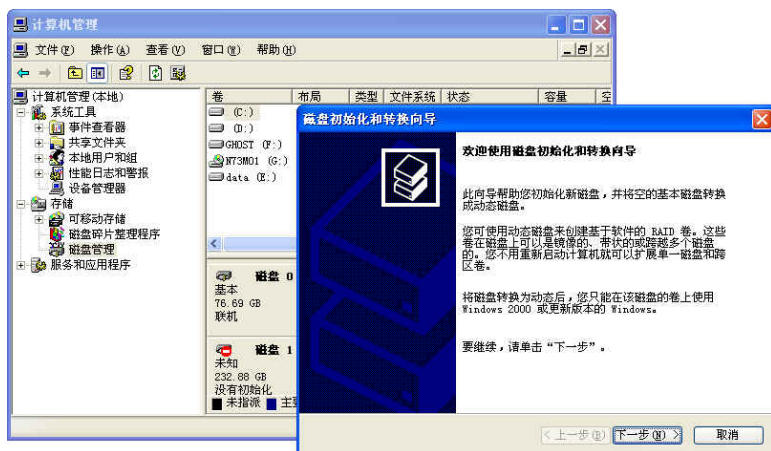 计算机管理
文件(F) 操作(A) 查看(V) 窗口(W) 帮助(H)
计算机管理(本地)
系统工具
事件查看器
共享文件夹
本地用户和组
性能日志和警报
设备管理器
存储
可移动存储
磁盘碎片整理程序
磁盘管理
服务和应用程序
卷 布局 类型 文件系统 状态 容量 空
(C:)
(D:)
GHOST (F:)
N73M01 (G:)
data (E:)
磁盘 0
基本
76.69 GB
联机
磁盘 1
未知
232.88 GB
没有初始化
未指派 主要
磁盘初始化和转换向导
欢迎使用磁盘初始化和转换向导
此向导帮助您初始化新磁盘，并将空的基本磁盘转换
成动态磁盘。
您可使用动态磁盘来创建基于软件的 RAID 卷。这些
卷在磁盘上可以是镜像的、带状的或跨越多个磁盘
的。您不用重新启动计算机就可以扩展单一磁盘和跨
区卷。
将磁盘转换为动态后，您只能在该磁盘的卷上使用
Windows 2000 或更新版本的 Windows。
要继续，请单击“下一步”。
< 上一步(B) 下一步(N) > 取消